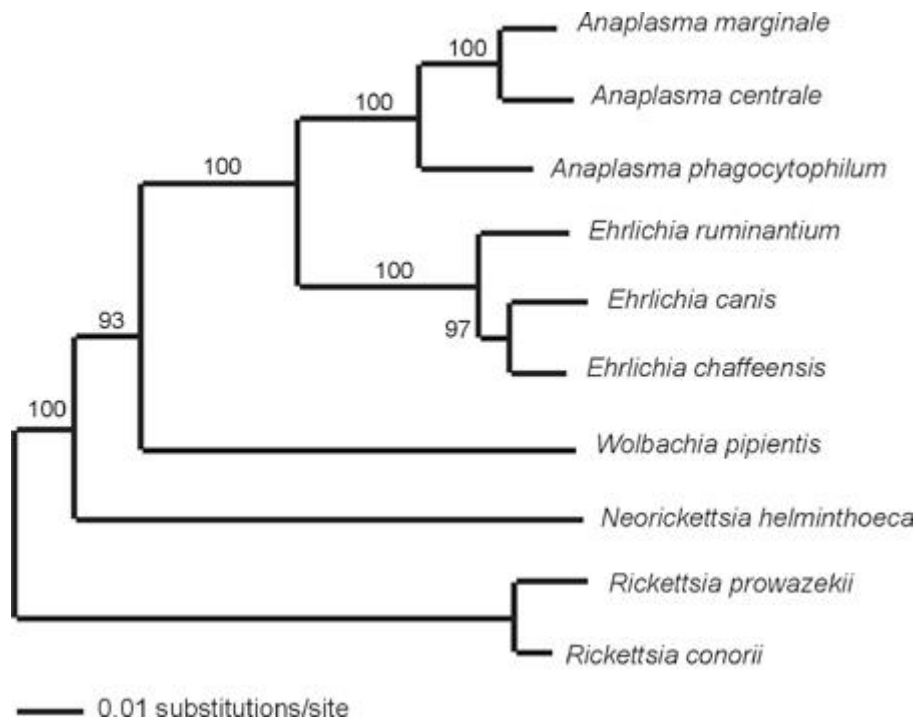 Anaplasma marginale
100
Anaplasma centrale
100
Anaplasma phagocytophilum
100
Ehrlichia ruminantium
100
Ehrlichia canis
93
97
Ehrlichia chaffeensis
100
Wolbachia pipientis
Neorickettsia helminthoeca
Rickettsia prowazekii
Rickettsia conorii
0.01 substitutions/site